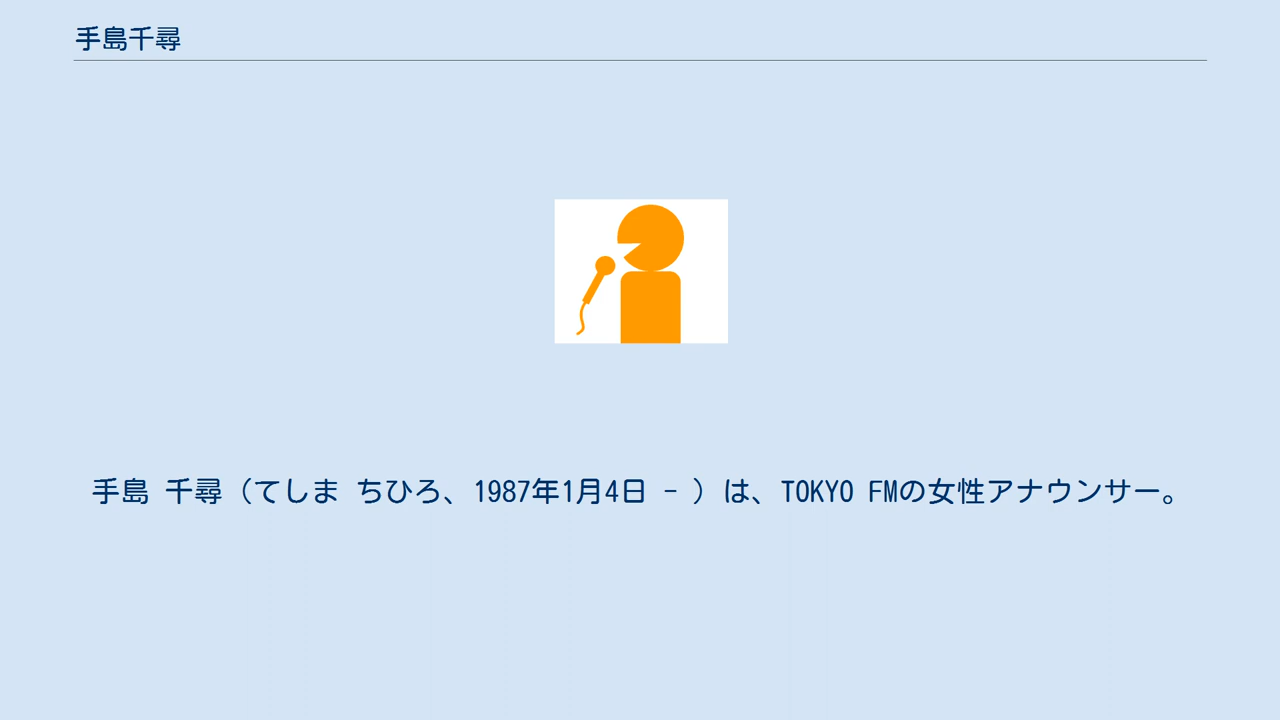 手島千尋
手島 千尋（てしま ちひろ、1987年1月4日 - ）は、TOKYO FMの女性アナウンサー。